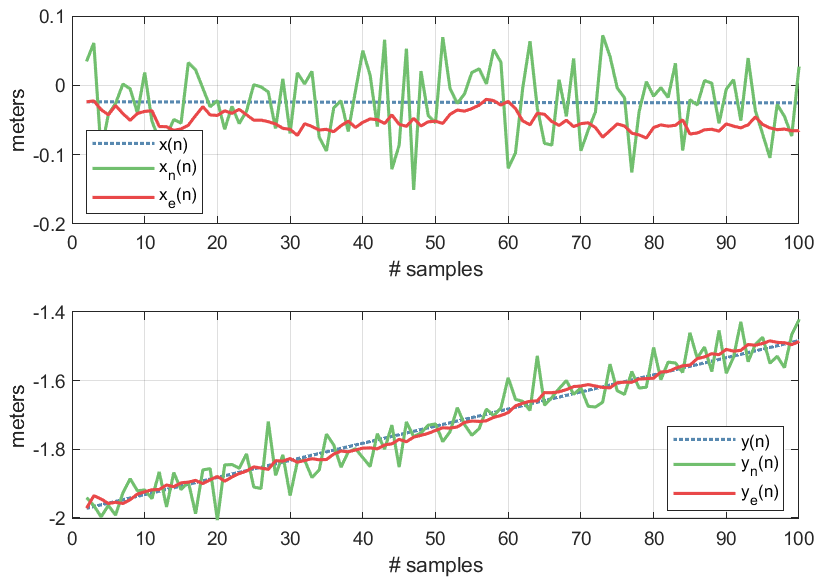 0.1
0
-0.1
-0.2
meters
x(n)
x_n(n)
x_e(n)
0 10 20 30 40 50 60 70 80 90 100
# samples
-1.4
-1.6
-1.8
-2
meters
y(n)
y_n(n)
y_e(n)
0 10 20 30 40 50 60 70 80 90 100
# samples